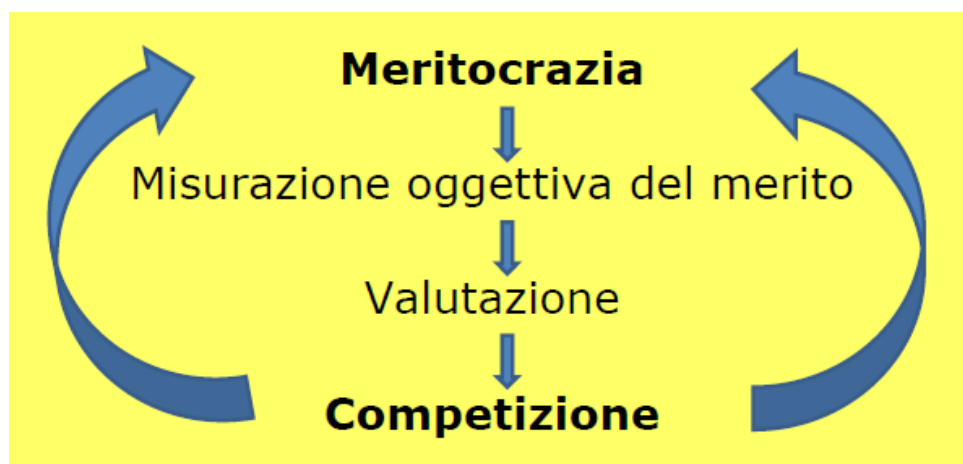 Meritocrazia
Misurazione oggettiva del merito
Valutazione
Competizione